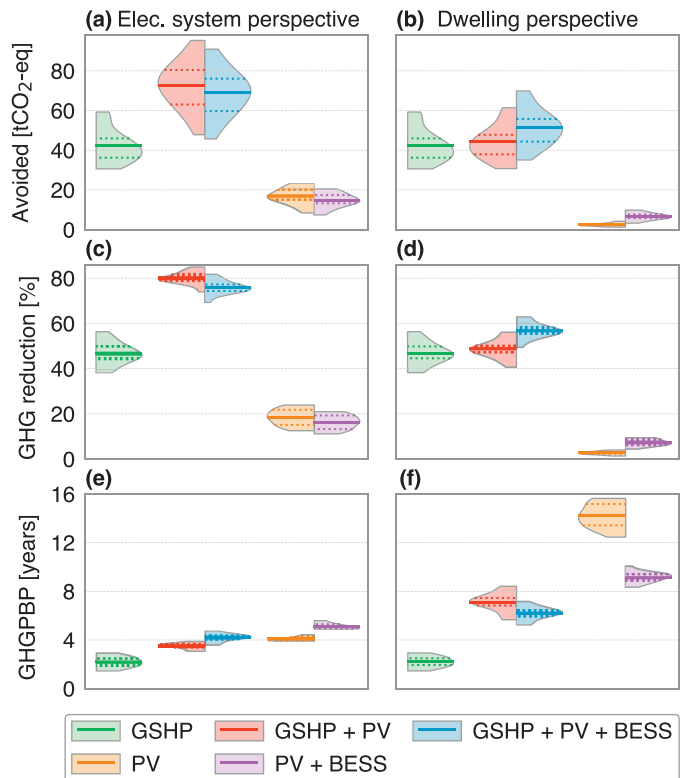 (a) Elec. system perspective
(b) Dwelling perspective
Avoided [tCO₂-eq]
80
60
40
20
0
(c)
(d)
GHG reduction [%]
80
60
40
20
0
(e)
(f)
GHGPBP [years]
16
12
8
4
0
GSHP
GSHP + PV
GSHP + PV + BESS
PV
PV + BESS